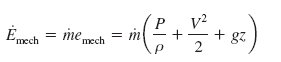 Ė_mech = ṁe_mech = ṁ(P/ρ + V²/2 + gz)